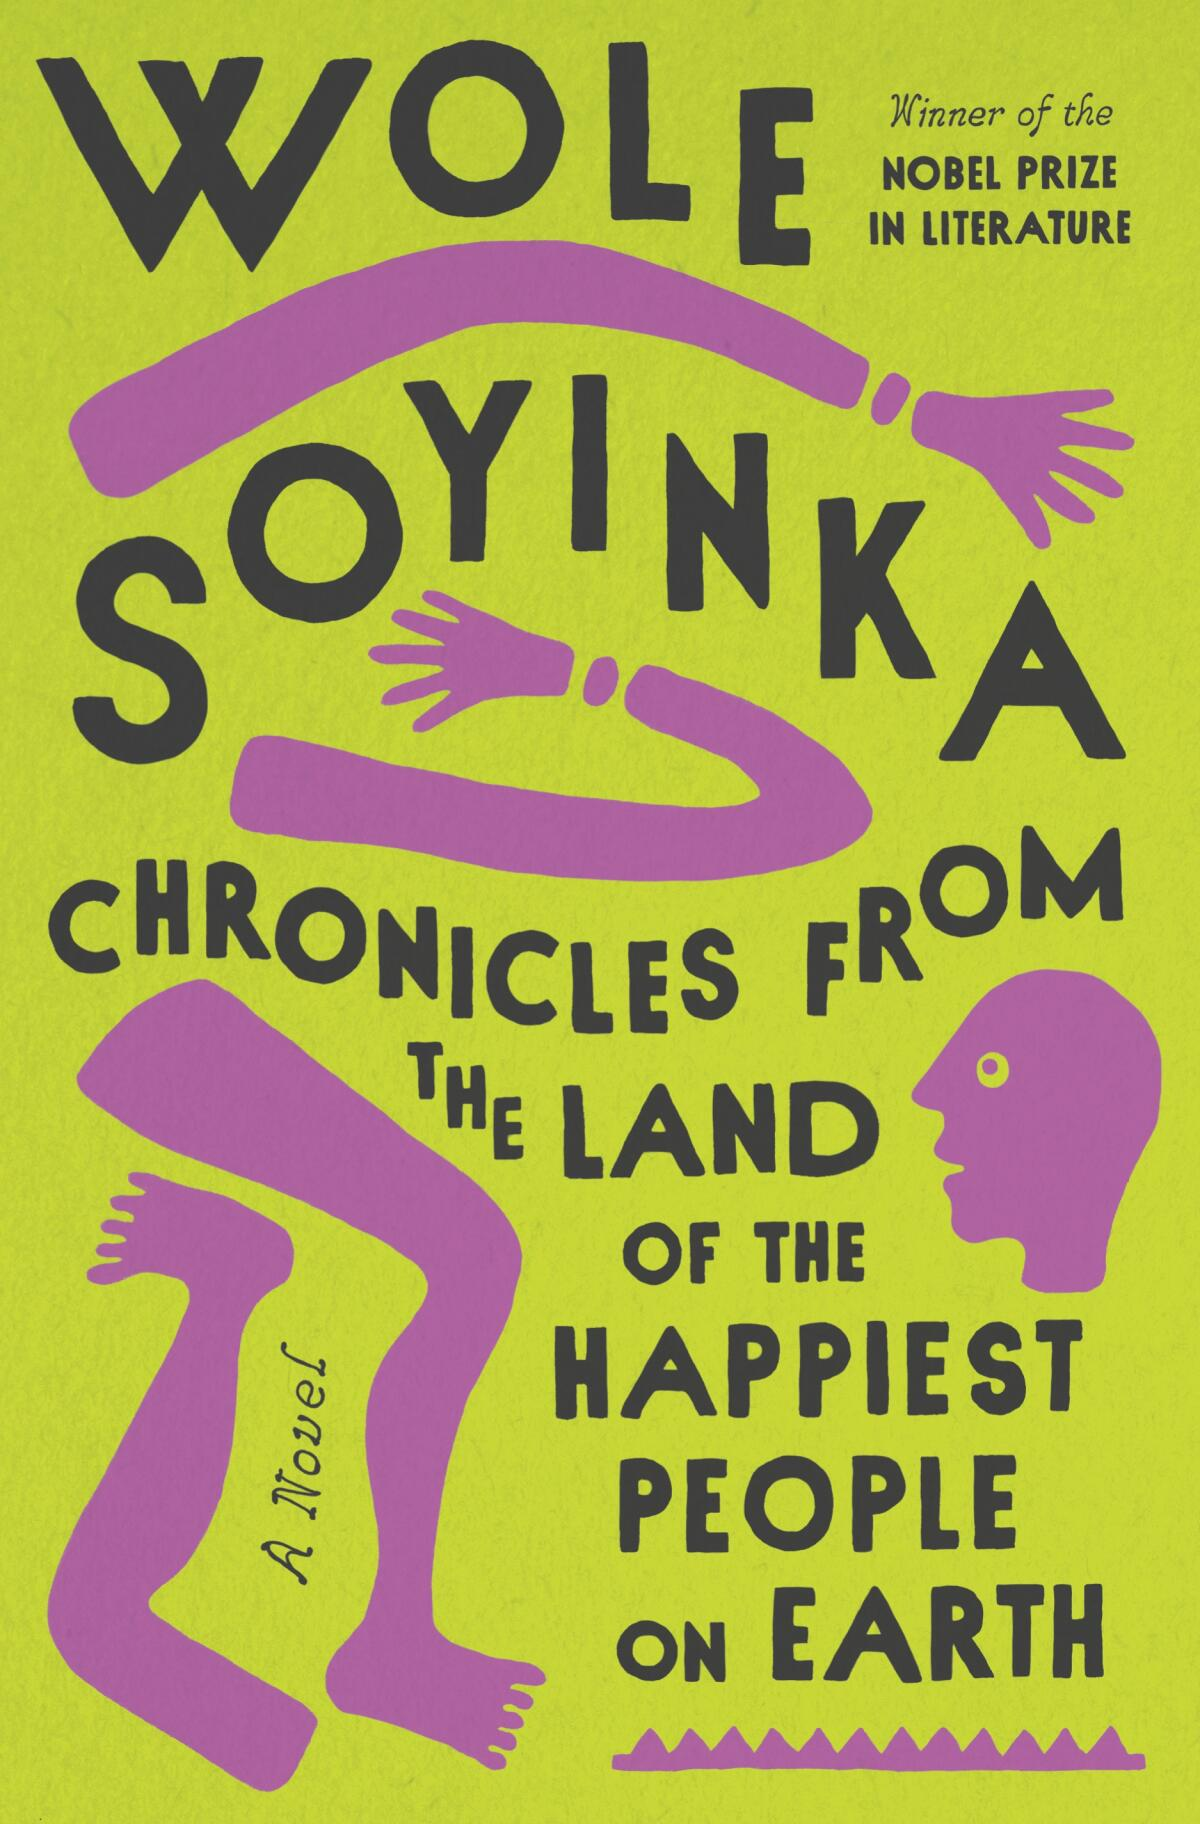 WOLE
Winner of the
NOBEL PRIZE
IN LITERATURE
SOYINKA
CHRONICLES FROM
THE LAND
OF THE
HAPPIEST
PEOPLE
ON EARTH
A Novel